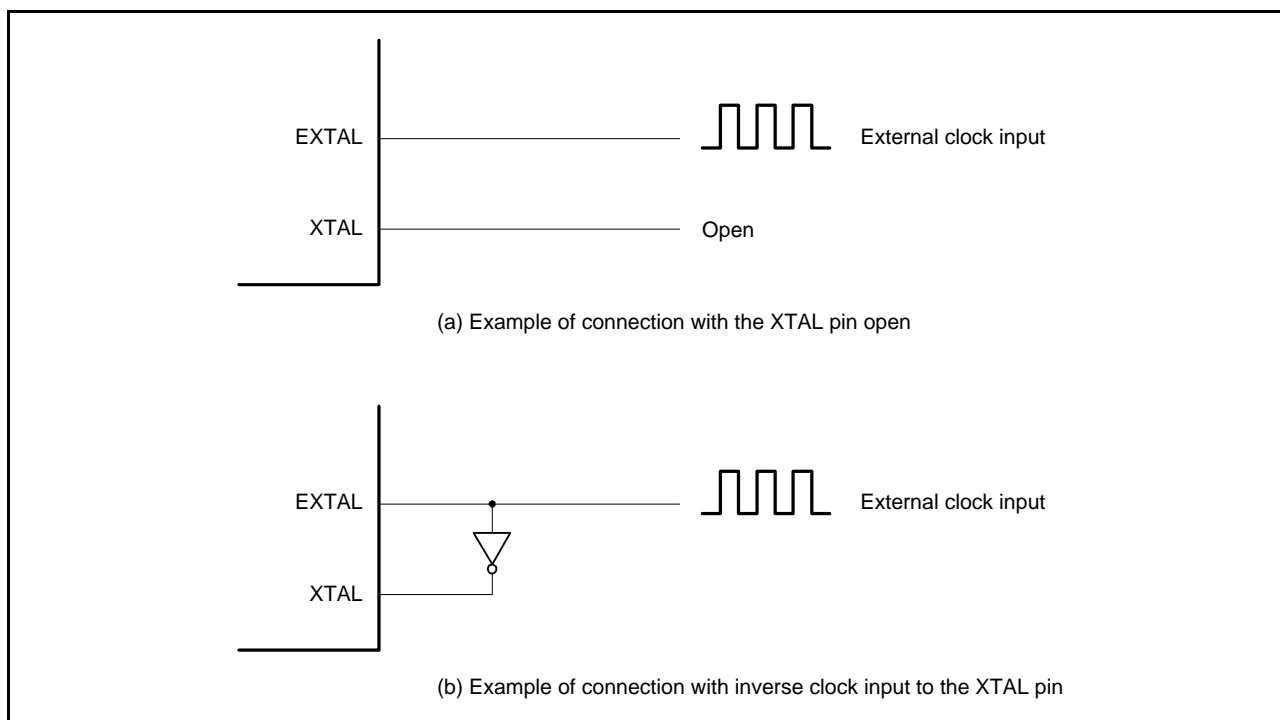 EXTAL
External clock input
XTAL
Open
(a) Example of connection with the XTAL pin open
EXTAL
External clock input
XTAL
(b) Example of connection with inverse clock input to the XTAL pin